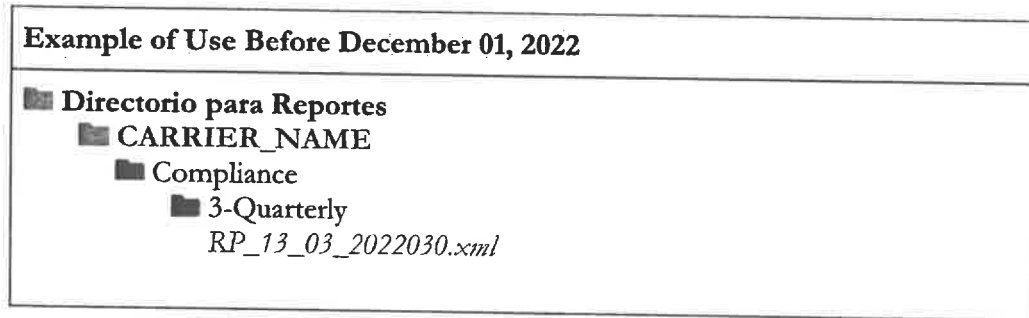 Example of Use Before December 01, 2022
Directorio para Reportes
CARRIER_NAME
Compliance
3-Quarterly
RP_13_03_2022030.xml